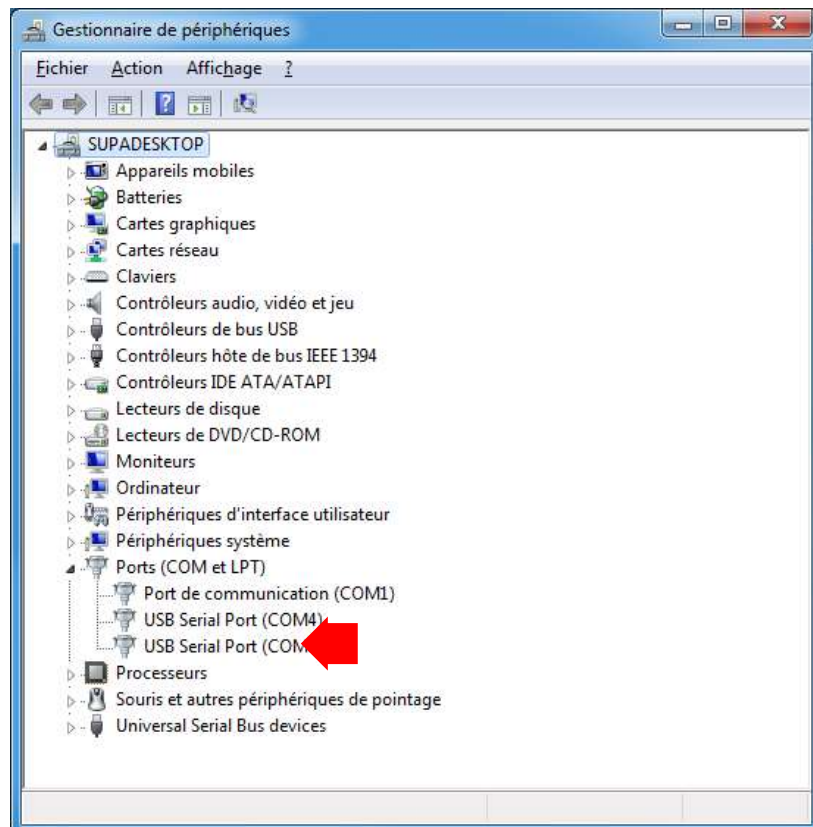 Gestionnaire de périphériques
Fichier Action Affichage ?
SUPADESKTOP
Appareils mobiles
Batteries
Cartes graphiques
Cartes réseau
Claviers
Contrôleurs audio, vidéo et jeu
Contrôleurs de bus USB
Contrôleurs hôte de bus IEEE 1394
Contrôleurs IDE ATA/ATAPI
Lecteurs de disque
Lecteurs de DVD/CD-ROM
Moniteurs
Ordinateur
Périphériques d'interface utilisateur
Périphériques système
Ports (COM et LPT)
Port de communication (COM1)
USB Serial Port (COM4)
USB Serial Port (COM
Processeurs
Souris et autres périphériques de pointage
Universal Serial Bus devices